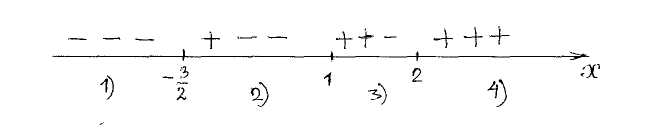 − − − + − − + + − + + +
−3/2 1 2 x
1) 2) 3) 4)